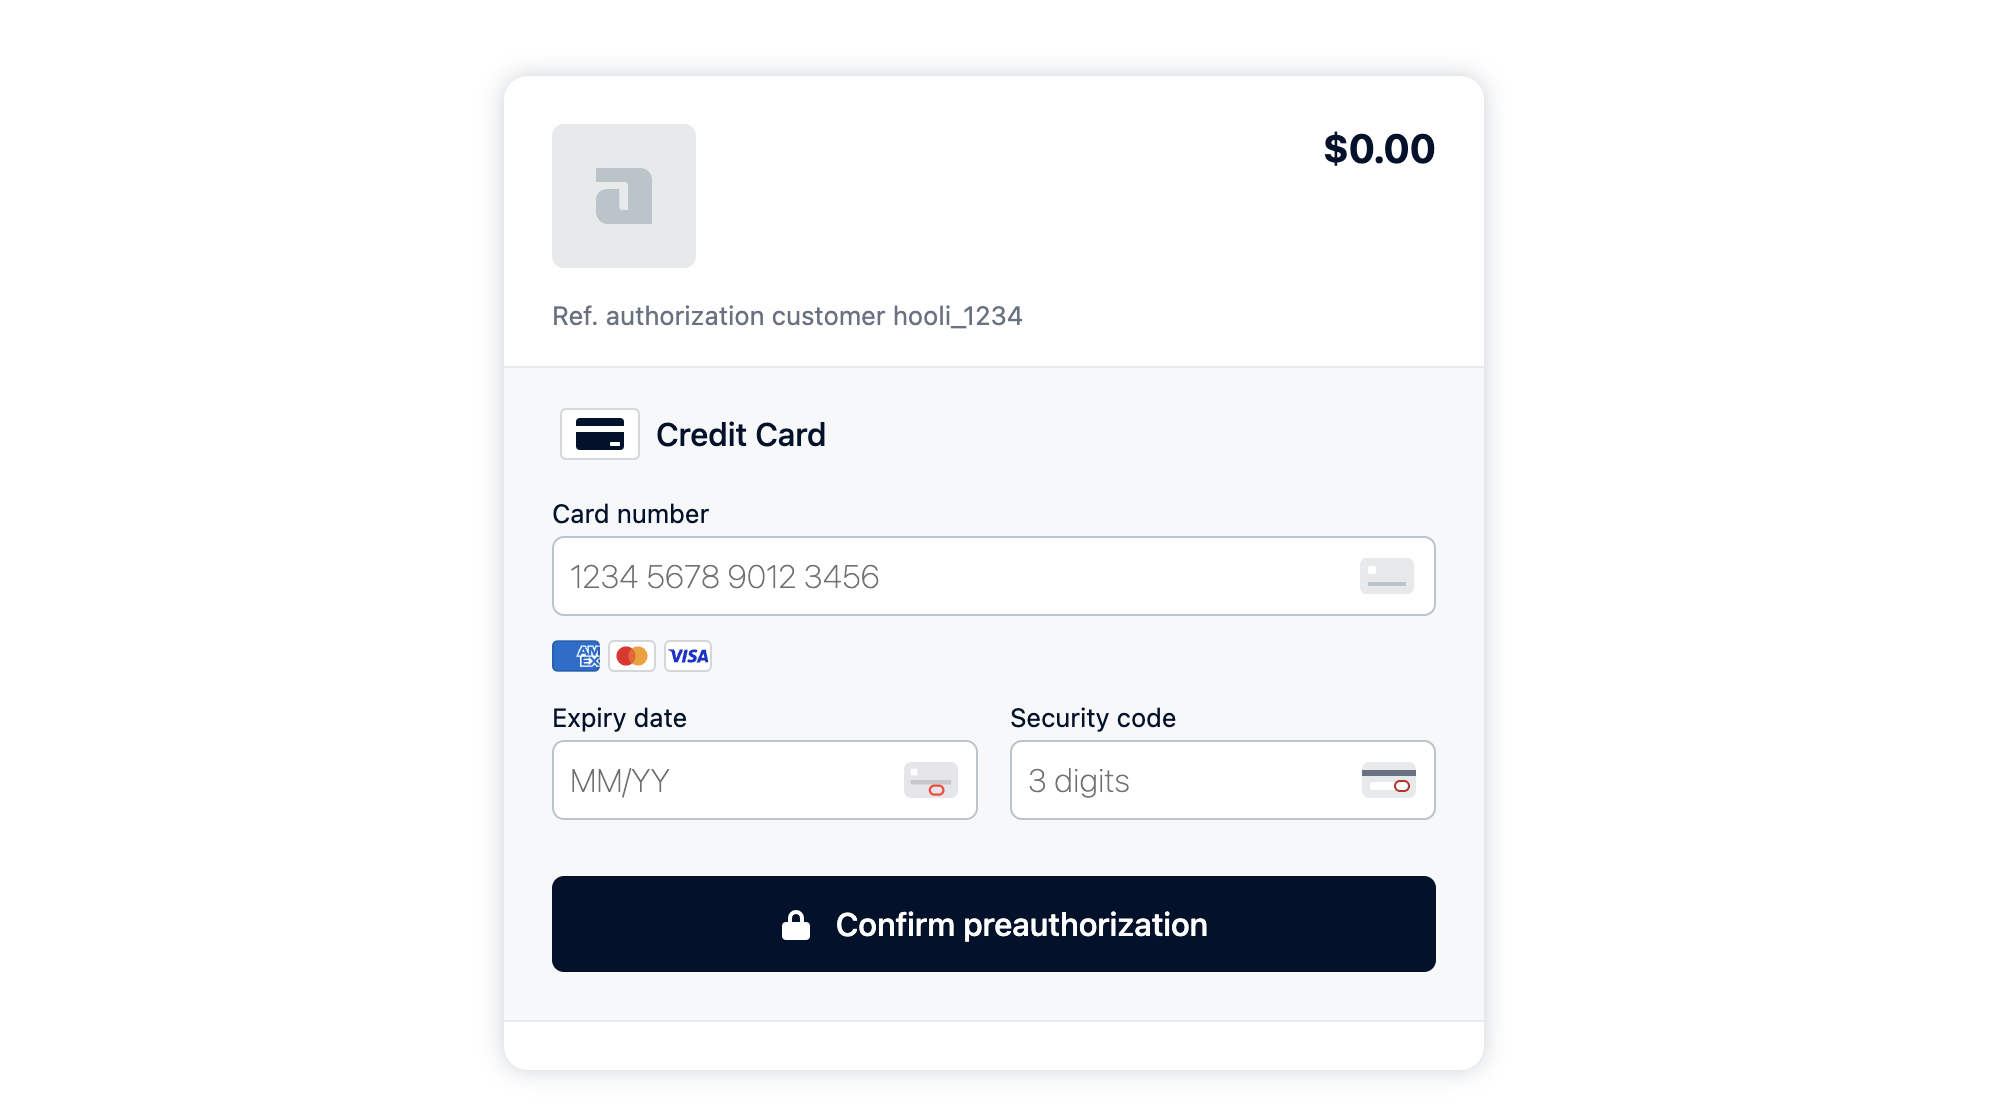 a
$0.00
Ref. authorization customer hooli_1234
Credit Card
Card number
1234 5678 9012 3456
AM
EX
VISA
Expiry date
Security code
MM/YY
3 digits
Confirm preauthorization